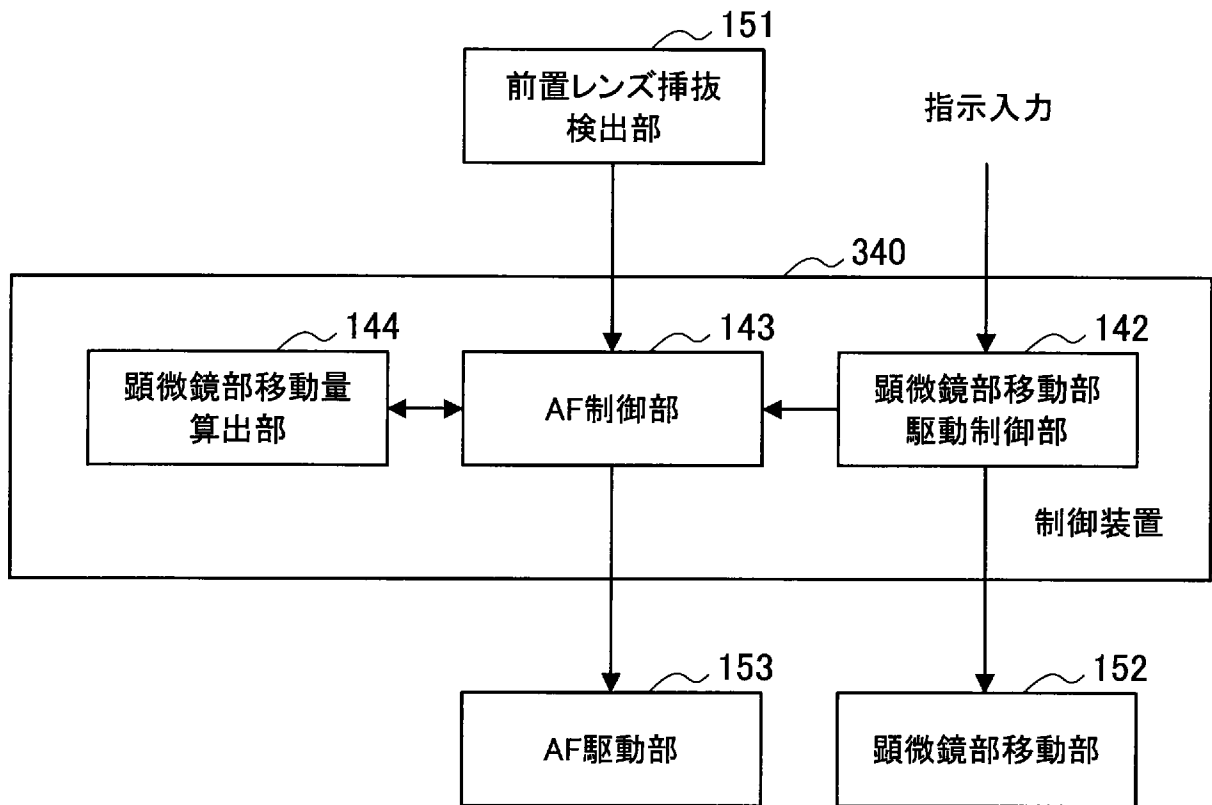 151
前置レンズ挿抜
検出部
指示入力
340
144
143
142
顕微鏡部移動量
算出部
AF制御部
顕微鏡部移動部
駆動制御部
制御装置
153
152
AF駆動部
顕微鏡部移動部